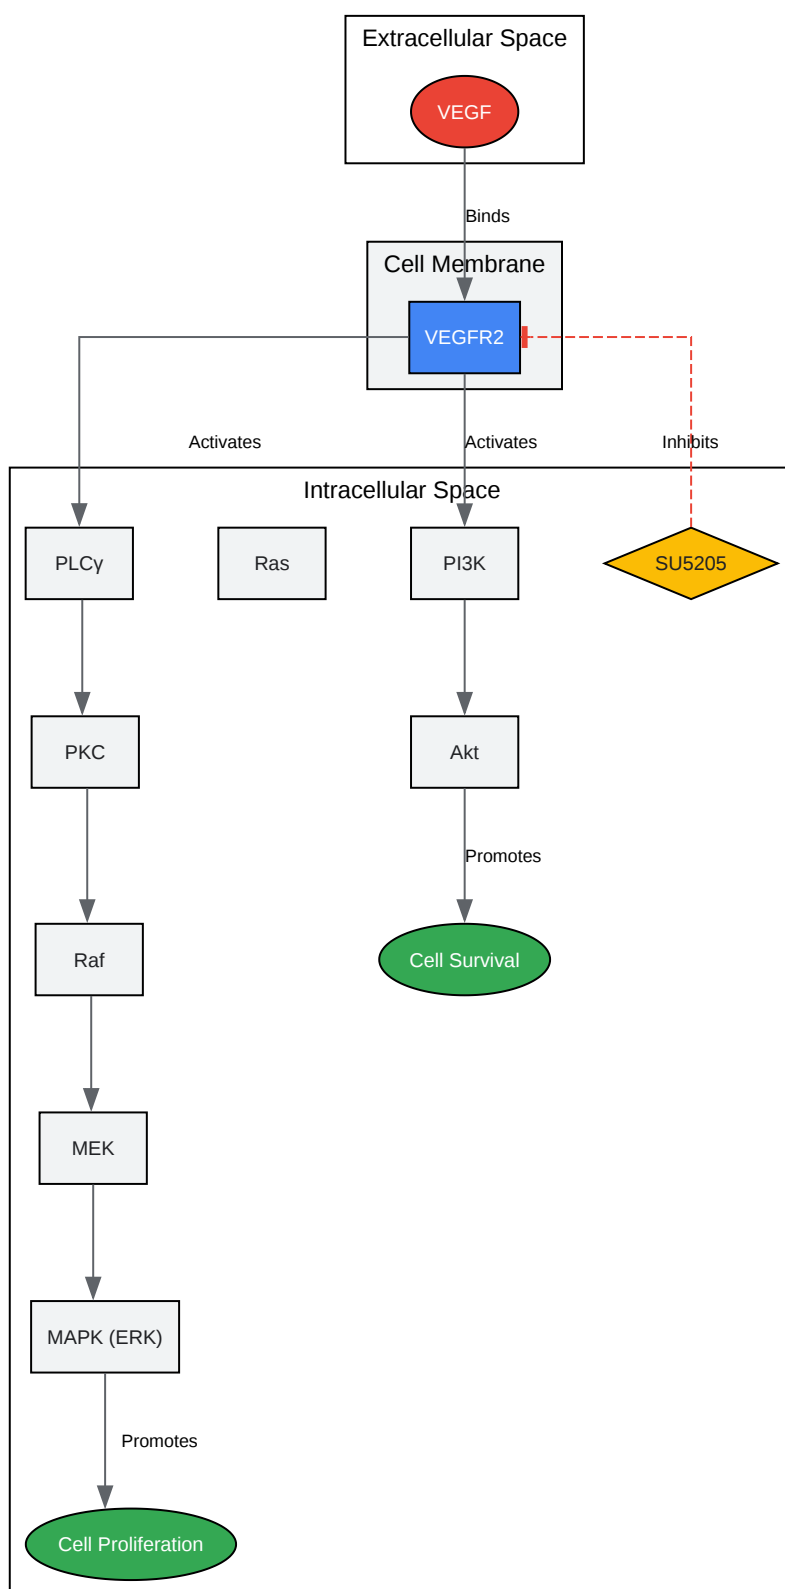 Extracellular Space
VEGF
Binds
Cell Membrane
VEGFR2
Activates
Activates
Inhibits
Intracellular Space
PLCγ
Ras
PI3K
SU5205
PKC
Akt
Promotes
Raf
Cell Survival
MEK
MAPK (ERK)
Promotes
Cell Proliferation